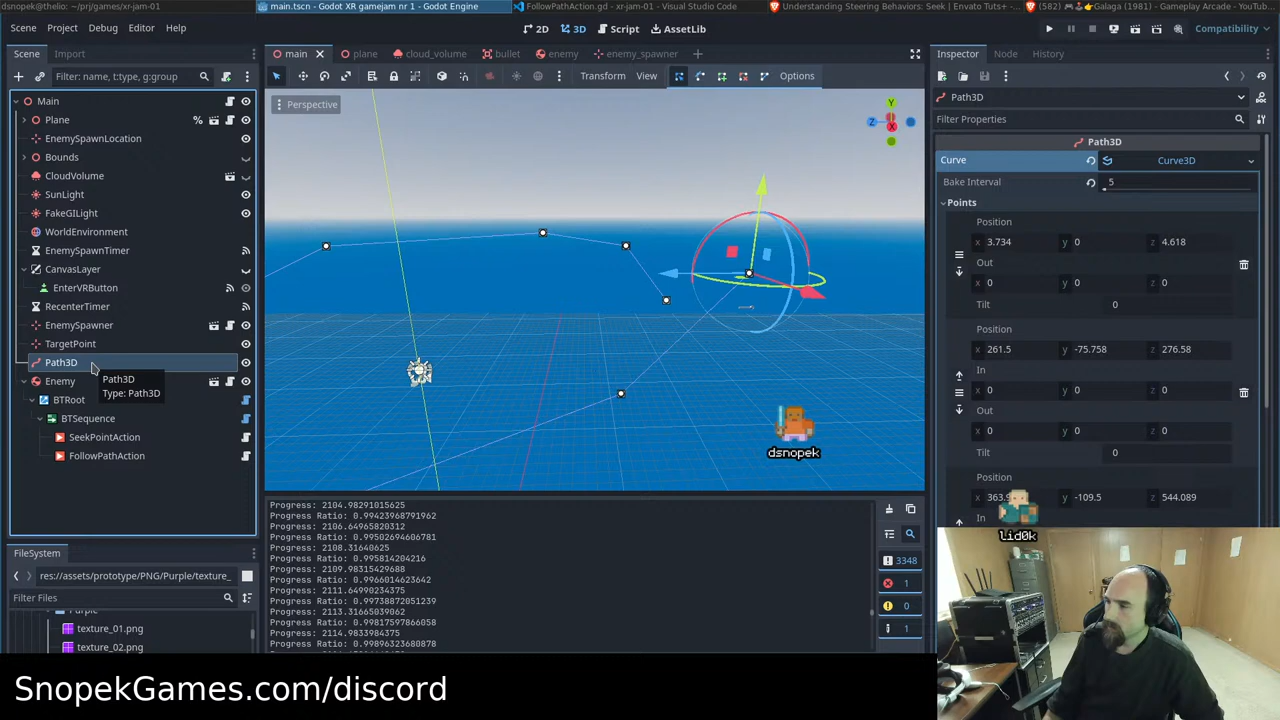 dsnopek@thelio: ~/prj/games/xr-jam-01
main.tscn - Godot XR gamejam nr 1 - Godot Engine
FollowPathAction.gd - xr-jam-01 - Visual Studio Code
Understanding Steering Behaviors: Seek | Envato Tuts+ - ...
Galaga (1981) - Gameplay Arcade - YouTu...
Scene Project Debug Editor Help
2D 3D Script AssetLib
Compatibility
Scene Import
main plane cloud_volume bullet enemy enemy_spawner
Inspector Node History
Filter: name, t:type, g:group
Transform View Options
Main
Perspective
Y
Z
X
Path3D
Plane
%
Filter Properties
EnemySpawnLocation
Path3D
Bounds
Curve Curve3D
CloudVolume
Bake Interval 5
SunLight
Points
FakeGILight
Position
WorldEnvironment
x 3.734 y 0 z 4.618
EnemySpawnTimer
Out
CanvasLayer
x 0 y 0 z 0
EnterVRButton
Tilt 0
RecenterTimer
EnemySpawner
Position
TargetPoint
x 261.5 y -75.758 z 276.58
Path3D
In
Path3D
Type: Path3D
Enemy
x 0 y 0 z 0
BTRoot
Out
BTSequence
x 0 y 0 z 0
SeekPointAction
Tilt 0
FollowPathAction
dsnopek
Position
-109.5 z 544.089
In
lid0k
Progress: 2104.98291015625
Progress Ratio: 0.99423968791962
Progress: 2106.64965820312
Progress Ratio: 0.99502694606781
Progress: 2108.31640625
Progress Ratio: 0.995814204216
Progress: 2109.98315429688
Progress Ratio: 0.9966014623642
Progress: 2111.64990234375
Progress Ratio: 0.99738872051239
Progress: 2113.31665039062
Progress Ratio: 0.99817597866058
Progress: 2114.9833984375
Progress Ratio: 0.99896323680878
3348
1
0
1
FileSystem
res://assets/prototype/PNG/Purple/texture_
Filter Files
Purple
texture_01.png
texture_02.png
SnopekGames.com/discord